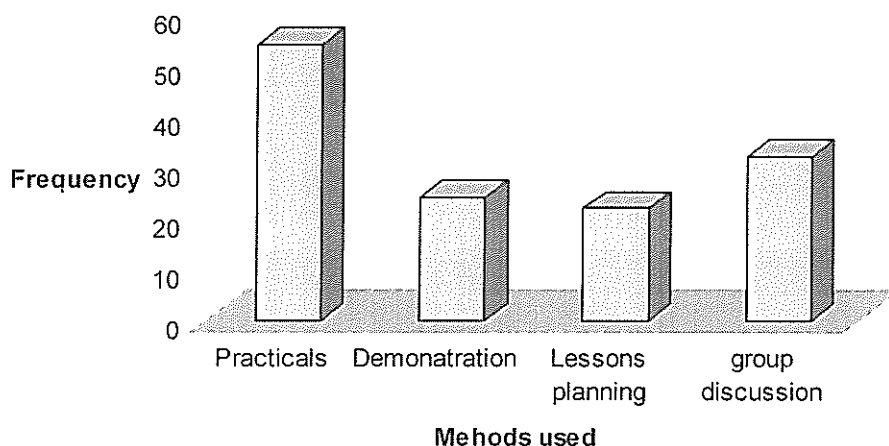 60
50
40
30
20
10
0
Frequency
Practicals
Demonatration
Lessons
planning
group
discussion
Mehods used